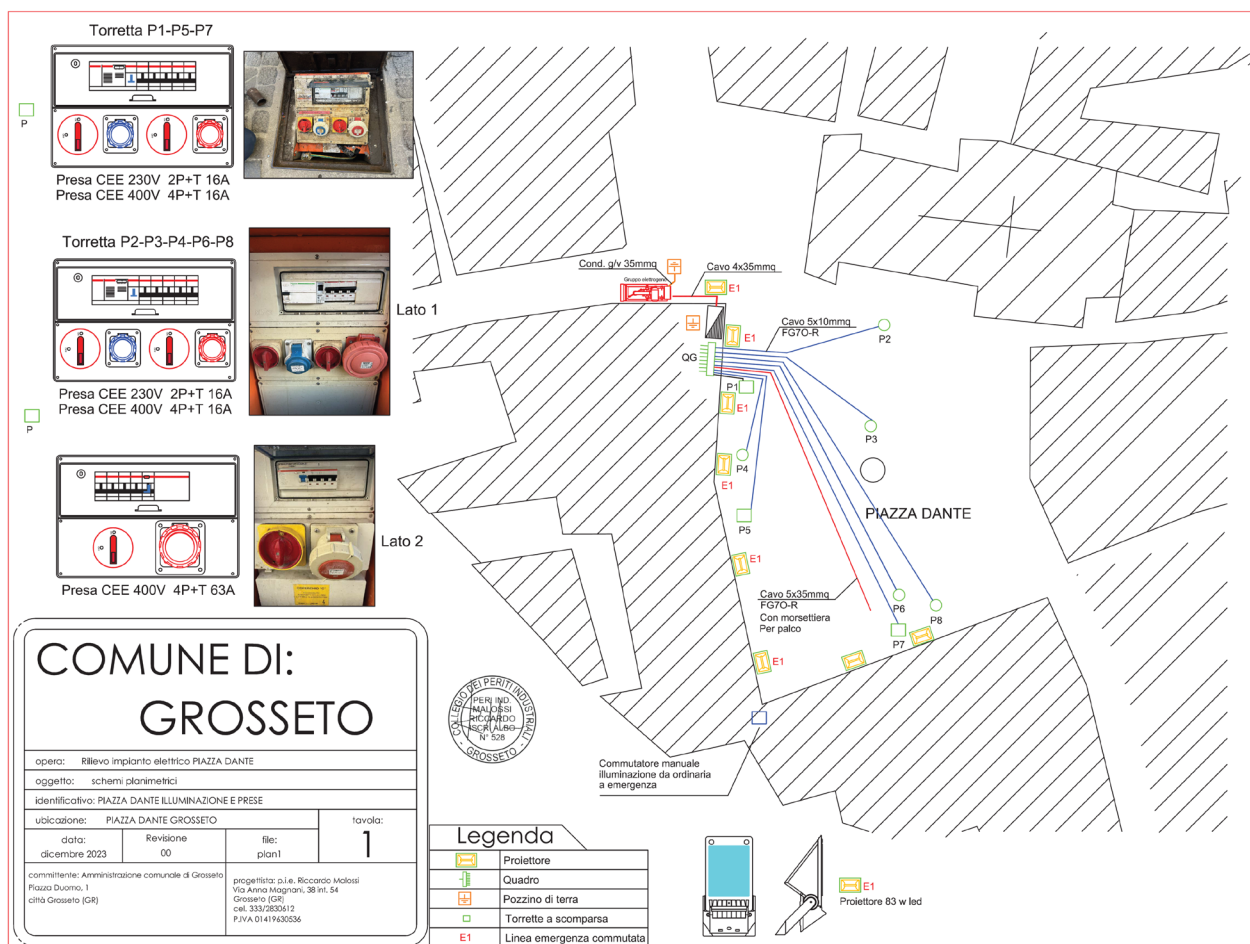 Torretta P1-P5-P7
P
Presa CEE 230V 2P+T 16A
Presa CEE 400V 4P+T 16A
Torretta P2-P3-P4-P6-P8
Lato 1
Presa CEE 230V 2P+T 16A
Presa CEE 400V 4P+T 16A
P
Lato 2
Presa CEE 400V 4P+T 63A
Cond. g/v 35mmq
Gruppo elettrogeno
Cavo 4x35mmq
E1
E1
Cavo 5x10mmq
FG7O-R
P2
QG
P1
E1
P3
P4
E1
P5
PIAZZA DANTE
E1
Cavo 5x35mmq
FG7O-R
Con morsettiera
Per palco
P6
P8
P7
E1
Commutatore manuale
illuminazione da ordinaria
a emergenza
COLLEGIO DEI PERITI INDUSTRIALI - GROSSETO -
PER. IND.
MALOSSI
RICCARDO
ISCR. ALBO
N° 528
COMUNE DI:
GROSSETO
opera: Rilievo impianto elettrico PIAZZA DANTE
oggetto: schemi planimetrici
identificativo: PIAZZA DANTE ILLUMINAZIONE E PRESE
ubicazione: PIAZZA DANTE GROSSETO
tavola:
1
data:
dicembre 2023
Revisione
00
file:
plan1
committente: Amministrazione comunale di Grosseto
Piazza Duomo, 1
città Grosseto (GR)
progettista: p.i.e. Riccardo Malossi
Via Anna Magnani, 38 int. 54
Grosseto (GR)
cel. 333/2830612
P.IVA 01419630536
Legenda
Proiettore
Quadro
Pozzino di terra
Torrette a scomparsa
E1 Linea emergenza commutata
E1
Proiettore 83 w led